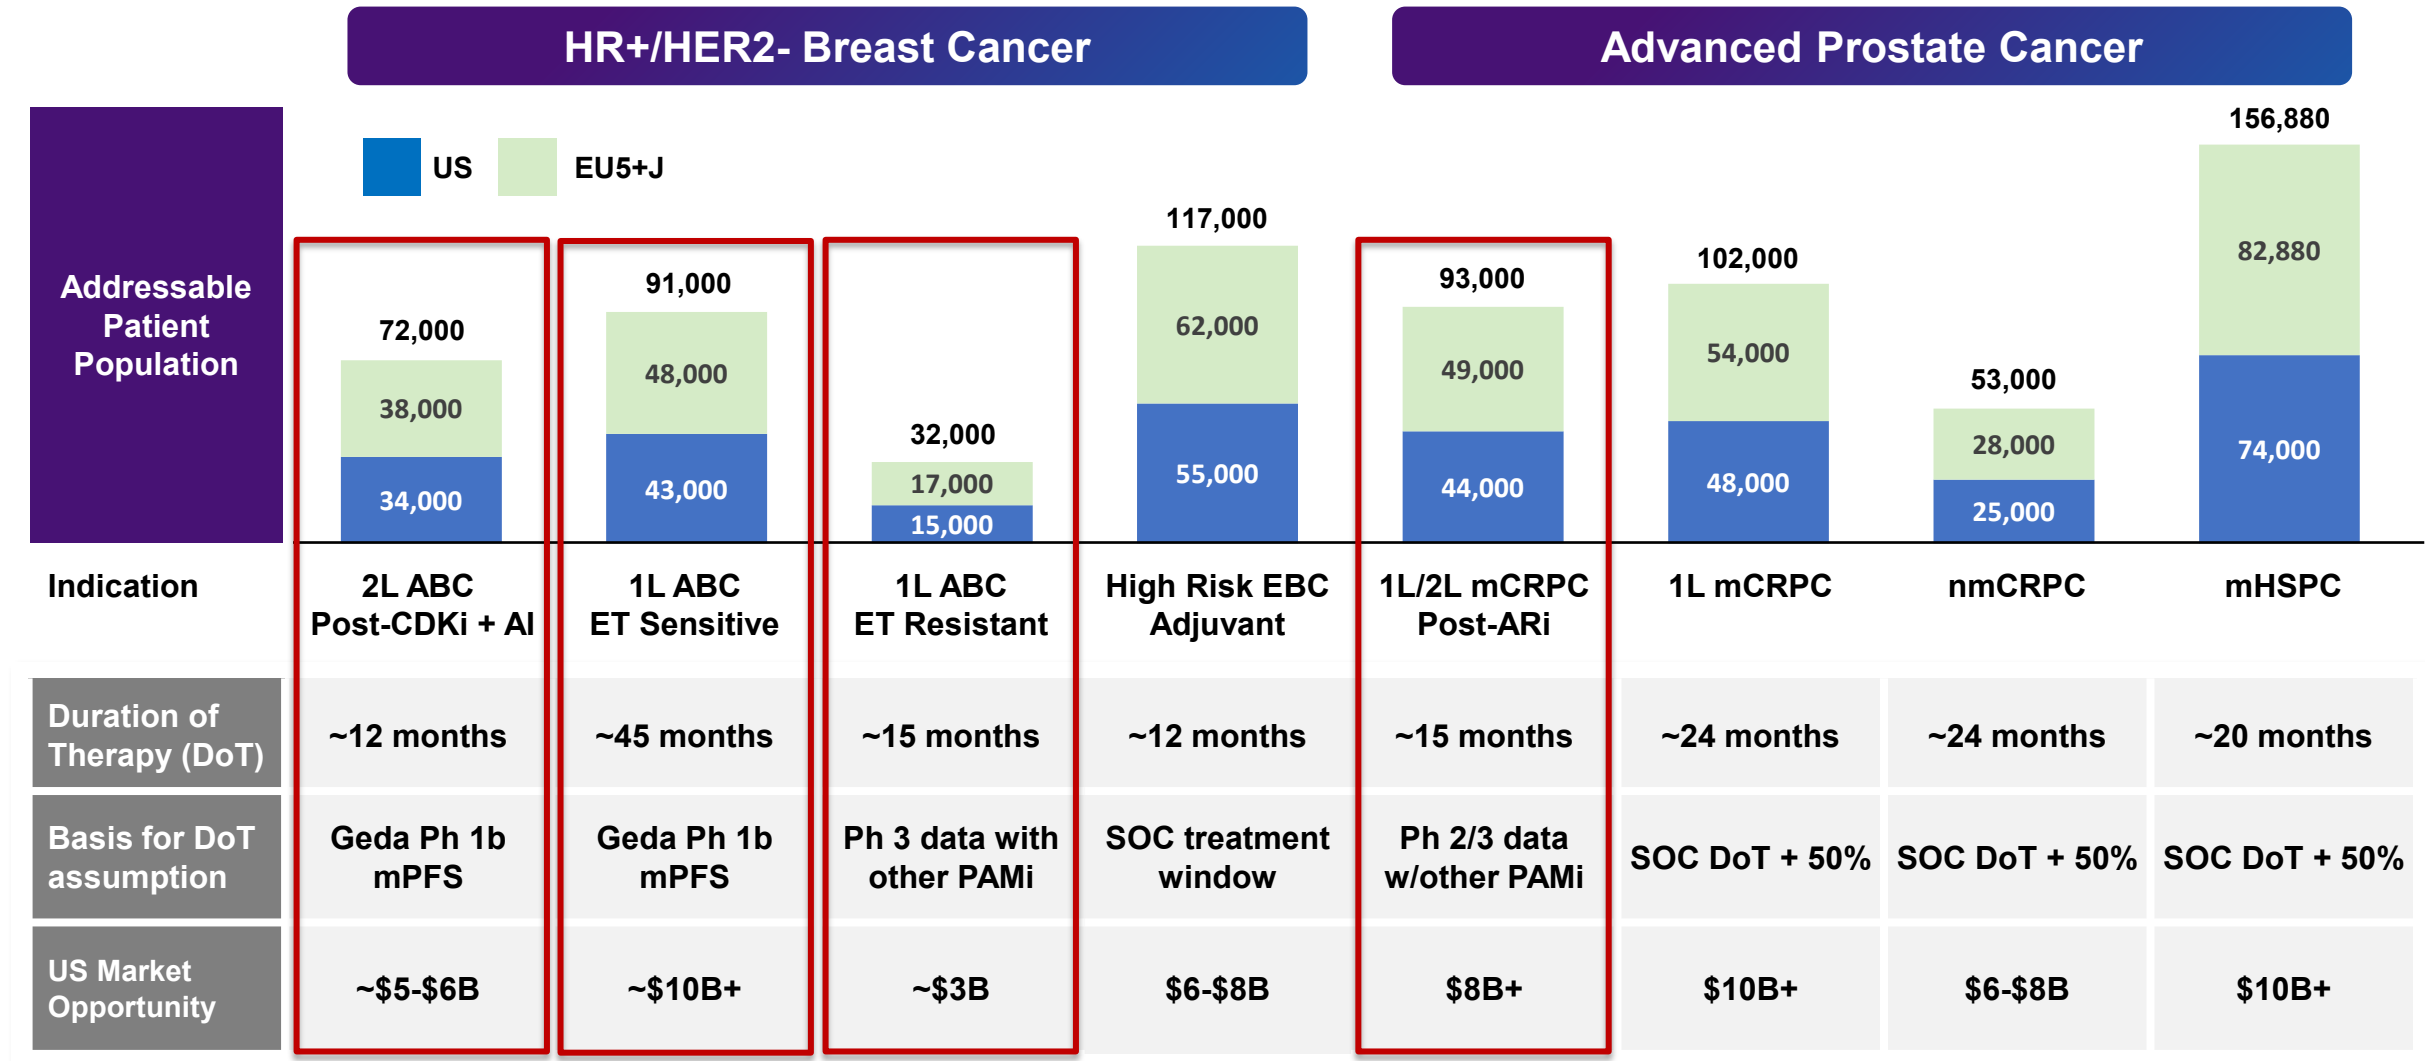 HR+/HER2- Breast Cancer
Advanced Prostate Cancer
US
EU5+J
Addressable
Patient
Population
72,000
38,000
34,000
91,000
48,000
43,000
32,000
17,000
15,000
117,000
62,000
55,000
93,000
49,000
44,000
102,000
54,000
48,000
53,000
28,000
25,000
156,880
82,880
74,000
Indication
2L ABC
Post-CDKi + AI
1L ABC
ET Sensitive
1L ABC
ET Resistant
High Risk EBC
Adjuvant
1L/2L mCRPC
Post-ARi
1L mCRPC
nmCRPC
mHSPC
Duration of
Therapy (DoT)
~12 months
~45 months
~15 months
~12 months
~15 months
~24 months
~24 months
~20 months
Basis for DoT
assumption
Geda Ph 1b
mPFS
Geda Ph 1b
mPFS
Ph 3 data with
other PAMi
SOC treatment
window
Ph 2/3 data
w/other PAMi
SOC DoT + 50%
SOC DoT + 50%
SOC DoT + 50%
US Market
Opportunity
~$5-$6B
~$10B+
~$3B
$6-$8B
$8B+
$10B+
$6-$8B
$10B+